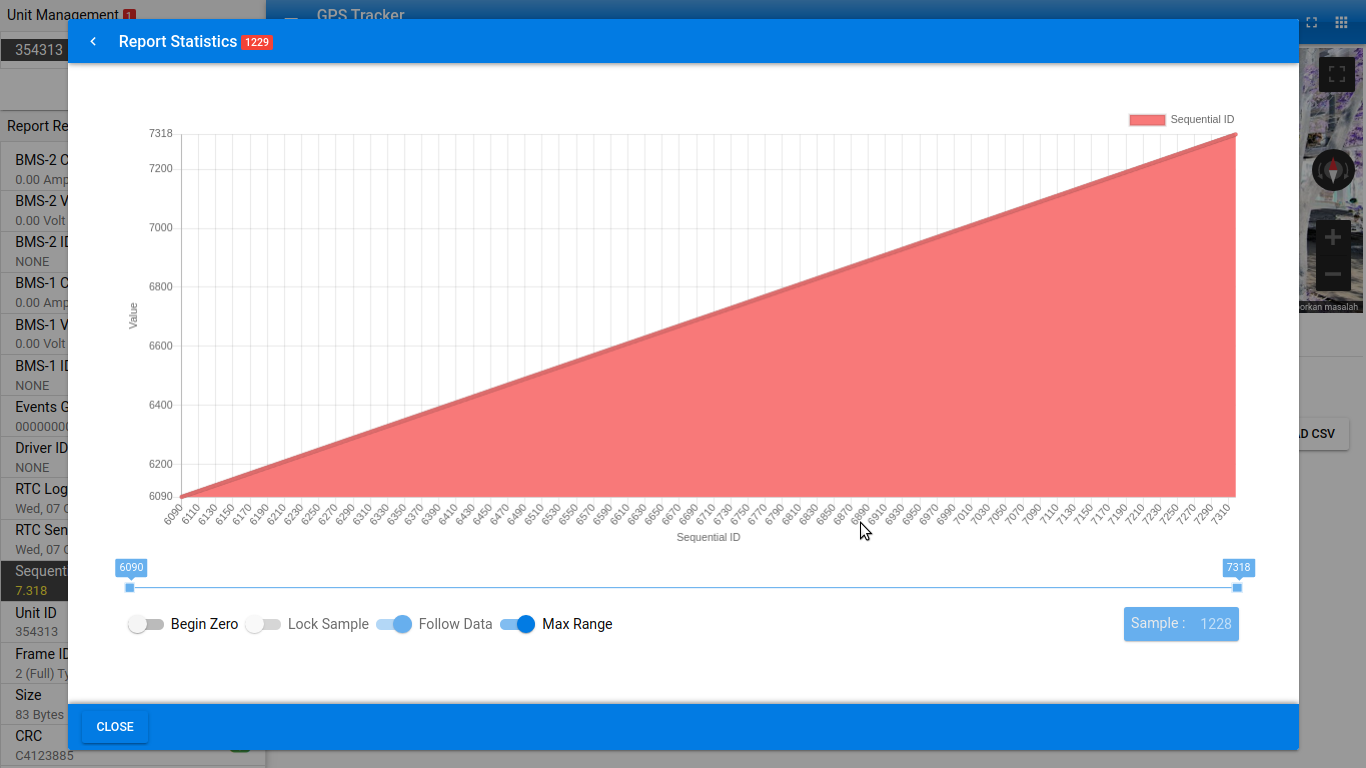 Unit Management 1
GPS Tracker
354313
Report Statistics 1229
Report Re
BMS-2 C
0.00 Amp
BMS-2 V
0.00 Volt
BMS-2 ID
NONE
BMS-1 C
0.00 Amp
BMS-1 V
0.00 Volt
BMS-1 ID
NONE
Events G
00000000
Driver ID
NONE
RTC Log
Wed, 07 O
RTC Sen
Wed, 07 O
Sequent
7.318
Unit ID
354313
Frame ID
2 (Full) Ty
Size
83 Bytes
CRC
C4123885
Sequential ID
7318
7200
7000
6800
6600
6400
6200
6090
Value
6090 6110 6130 6150 6170 6190 6210 6230 6250 6270 6290 6310 6330 6350 6370 6390 6410 6430 6450 6470 6490 6510 6530 6550 6570 6590 6610 6630 6650 6670 6690 6710 6730 6750 6770 6790 6810 6830 6850 6870 6890 6910 6930 6950 6970 6990 7010 7030 7050 7070 7090 7110 7130 7150 7170 7190 7210 7230 7250 7270 7290 7310
Sequential ID
6090 7318
Begin Zero Lock Sample Follow Data Max Range
Sample : 1228
CLOSE
orkan masalah
AD CSV